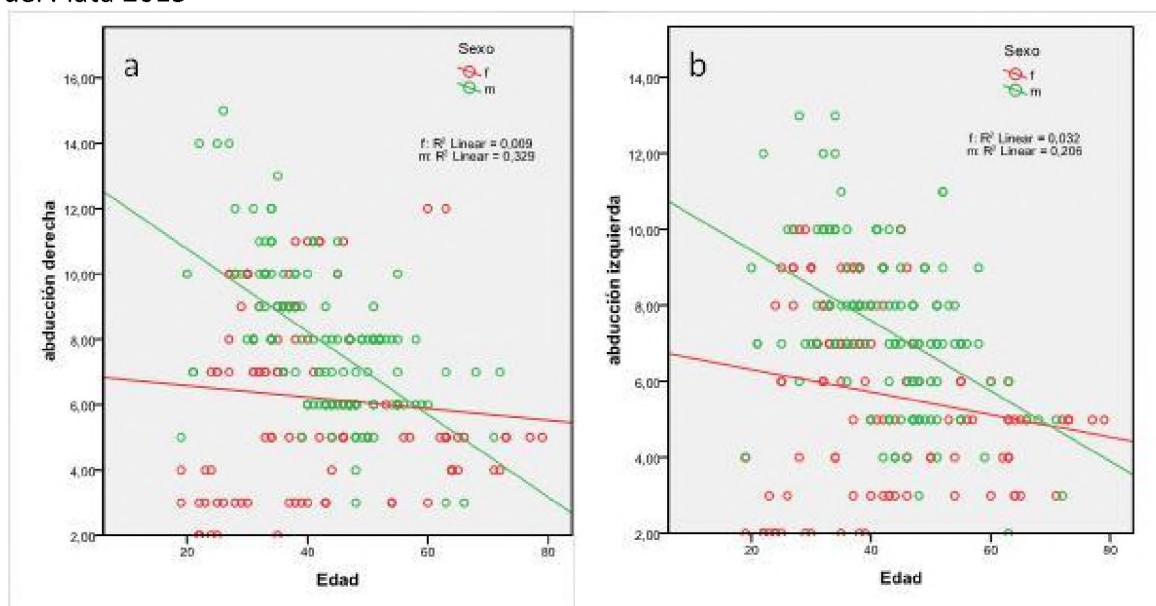 del Plata 2015
a
Sexo
f
m
f: R² Linear = 0,009
m: R² Linear = 0,329
abducción derecha
16,00
14,00
12,00
10,00
8,00
6,00
4,00
2,00
20
40
60
80
Edad
b
Sexo
f
m
f: R² Linear = 0,032
m: R² Linear = 0,206
abducción izquierda
14,00
12,00
10,00
8,00
6,00
4,00
2,00
20
40
60
80
Edad